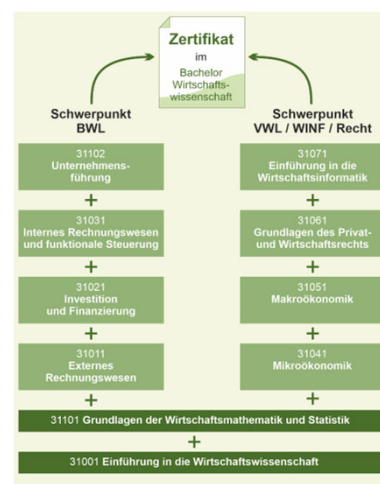 Zertifikat
im
Bachelor
Wirtschafts-
wissenschaft
Schwerpunkt
BWL
31102
Unternehmens-
führung
+
31031
Internes Rechnungswesen
und funktionale Steuerung
+
31021
Investition
und Finanzierung
+
31011
Externes
Rechnungswesen
+
Schwerpunkt
VWL / WINF / Recht
31071
Einführung in die
Wirtschaftsinformatik
+
31061
Grundlagen des Privat-
und Wirtschaftsrechts
+
31051
Makroökonomik
+
31041
Mikroökonomik
+
31101 Grundlagen der Wirtschaftsmathematik und Statistik
+
31001 Einführung in die Wirtschaftswissenschaft